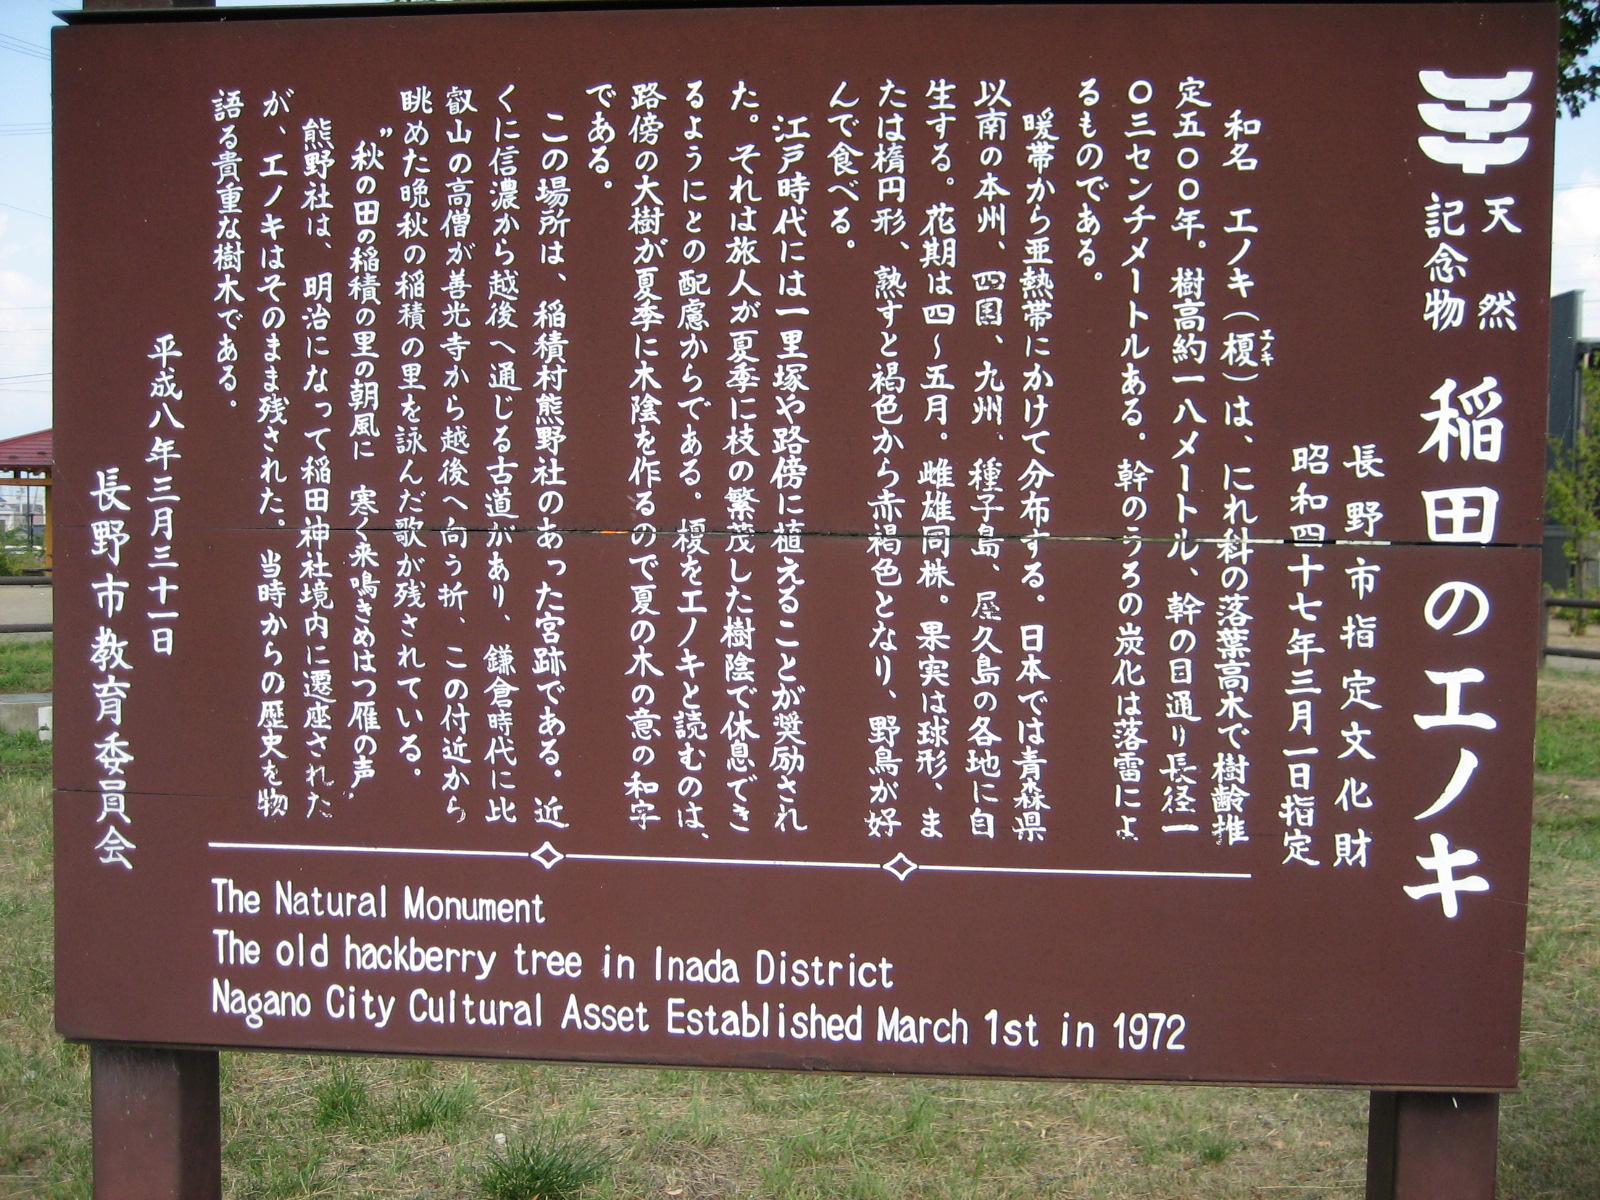 天然
記念物
稲田のエノキ
長野市指定文化財
昭和四十七年三月一日指定
和名 エノキ(榎)は、にれ科の落葉高木で樹齢推
エノキ
定五〇〇年。樹高約一八メートル、幹の目通り長径一
〇三センチメートルある。幹のうろの炭化は落雷によ
るものである。
暖帯から亜熱帯にかけて分布する。日本では青森県
以南の本州、四国、九州、種子島、屋久島の各地に自
生する。花期は四~五月。雌雄同株。果実は球形、ま
たは楕円形、熟すと褐色から赤褐色となり、野鳥が好
んで食べる。
江戸時代には一里塚や路傍に植えることが奨励され
た。それは旅人が夏季に枝の繁茂した樹陰で休息でき
るようにとの配慮からである。榎をエノキと読むのは、
路傍の大樹が夏季に木陰を作るので夏の木の意の和字
である。
この場所は、稲積村熊野社のあった宮跡である。近
くに信濃から越後へ通じる古道があり、鎌倉時代に比
叡山の高僧が善光寺から越後へ向う折、この付近から
眺めた晩秋の稲積の里を詠んだ歌が残されている。
〃秋の田の稲積の里の朝風に 寒く来鳴きめはつ雁の声〃
熊野社は、明治になって稲田神社境内に遷座された
が、エノキはそのまま残された。当時からの歴史を物
語る貴重な樹木である。
平成八年三月三十一日
長野市教育委員会
The Natural Monument
The old hackberry tree in Inada District
Nagano City Cultural Asset Established March 1st in 1972